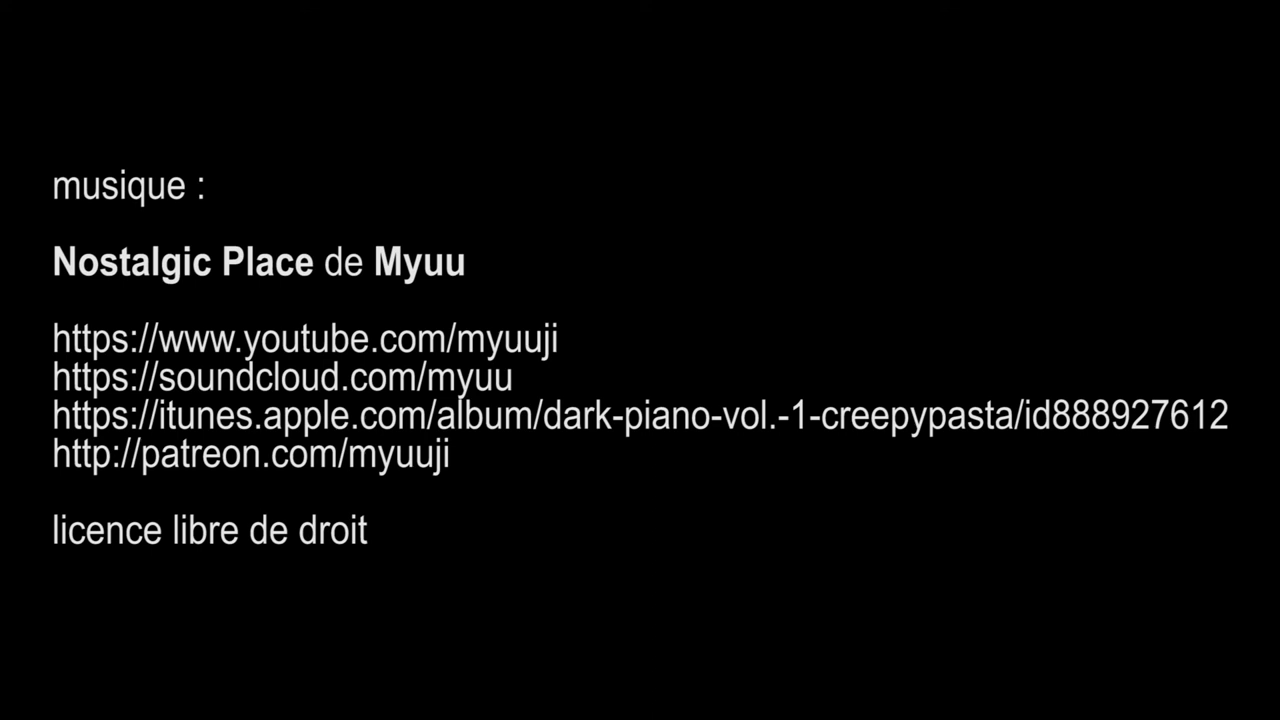 musique :
Nostalgic Place de Myuu
https://www.youtube.com/myuuji
https://soundcloud.com/myuu
https://itunes.apple.com/album/dark-piano-vol.-1-creepypasta/id888927612
http://patreon.com/myuuji
licence libre de droit